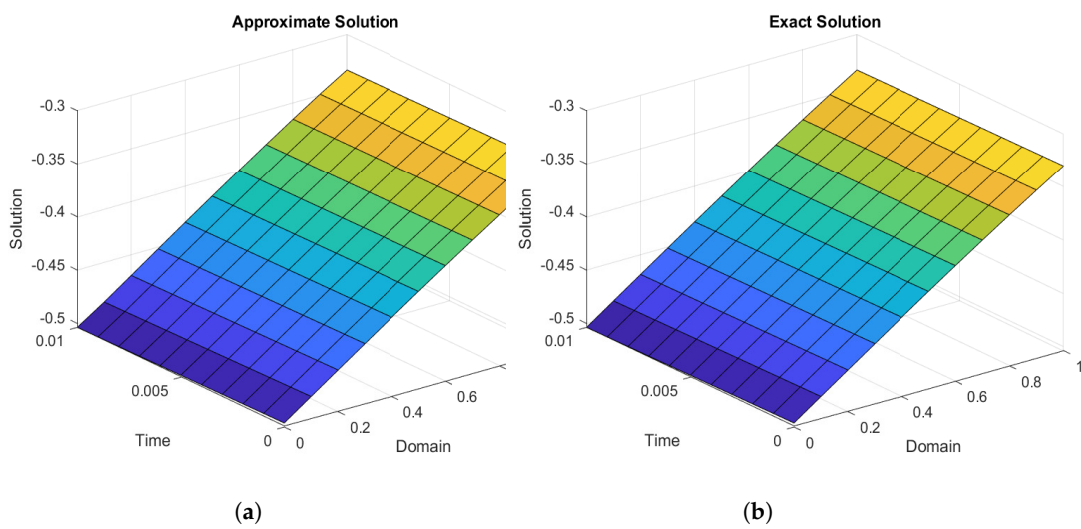 Approximate Solution
-0.3
-0.35
-0.4
-0.45
-0.5
Solution
0.01
0.005
0
Time
0
0.2
0.4
0.6
Domain
(a)
Exact Solution
-0.3
-0.35
-0.4
-0.45
-0.5
Solution
0.01
0.005
0
Time
0
0.2
0.4
0.6
0.8
1
Domain
(b)